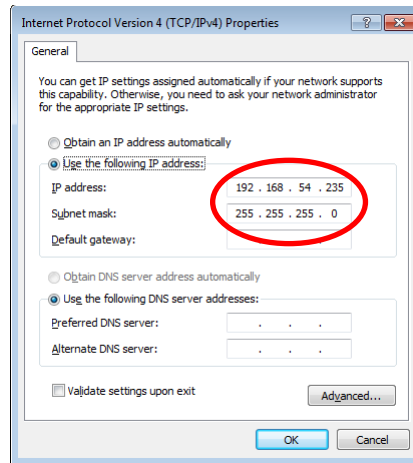 Internet Protocol Version 4 (TCP/IPv4) Properties
General
You can get IP settings assigned automatically if your network supports
this capability. Otherwise, you need to ask your network administrator
for the appropriate IP settings.
Obtain an IP address automatically
Use the following IP address:
IP address: 192 . 168 . 54 . 235
Subnet mask: 255 . 255 . 255 . 0
Default gateway:
Obtain DNS server address automatically
Use the following DNS server addresses:
Preferred DNS server: . . .
Alternate DNS server: . . .
Validate settings upon exit
Advanced...
OK Cancel